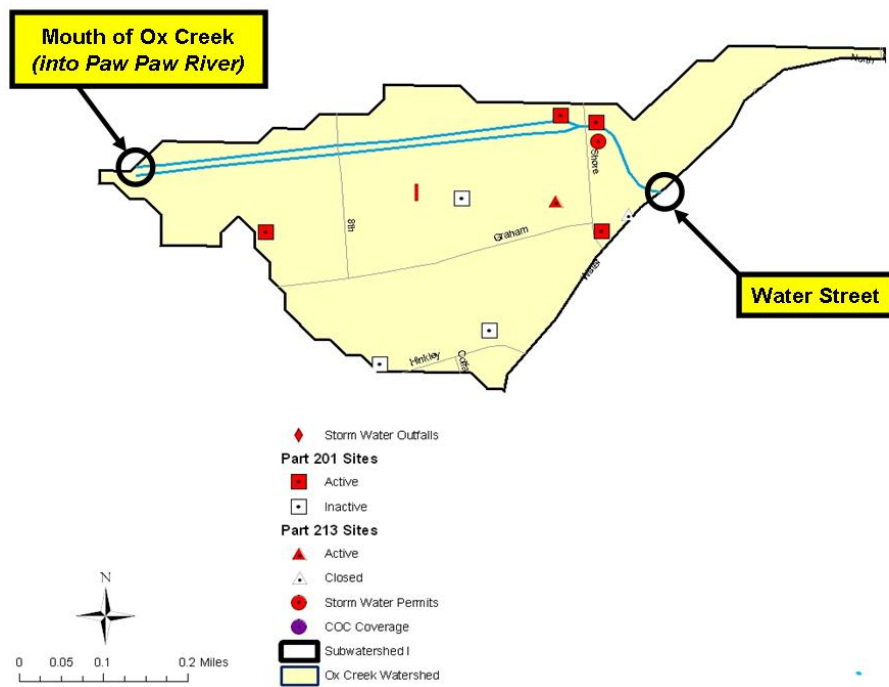 Mouth of Ox Creek
(into Paw Paw River)
North
Shore
8th
I
Graham
Water
Water Street
Hinkley
Storm Water Outfalls
Part 201 Sites
Active
Inactive
Part 213 Sites
Active
Closed
Storm Water Permits
COC Coverage
Subwatershed I
Ox Creek Watershed
N
0 0.05 0.1 0.2 Miles